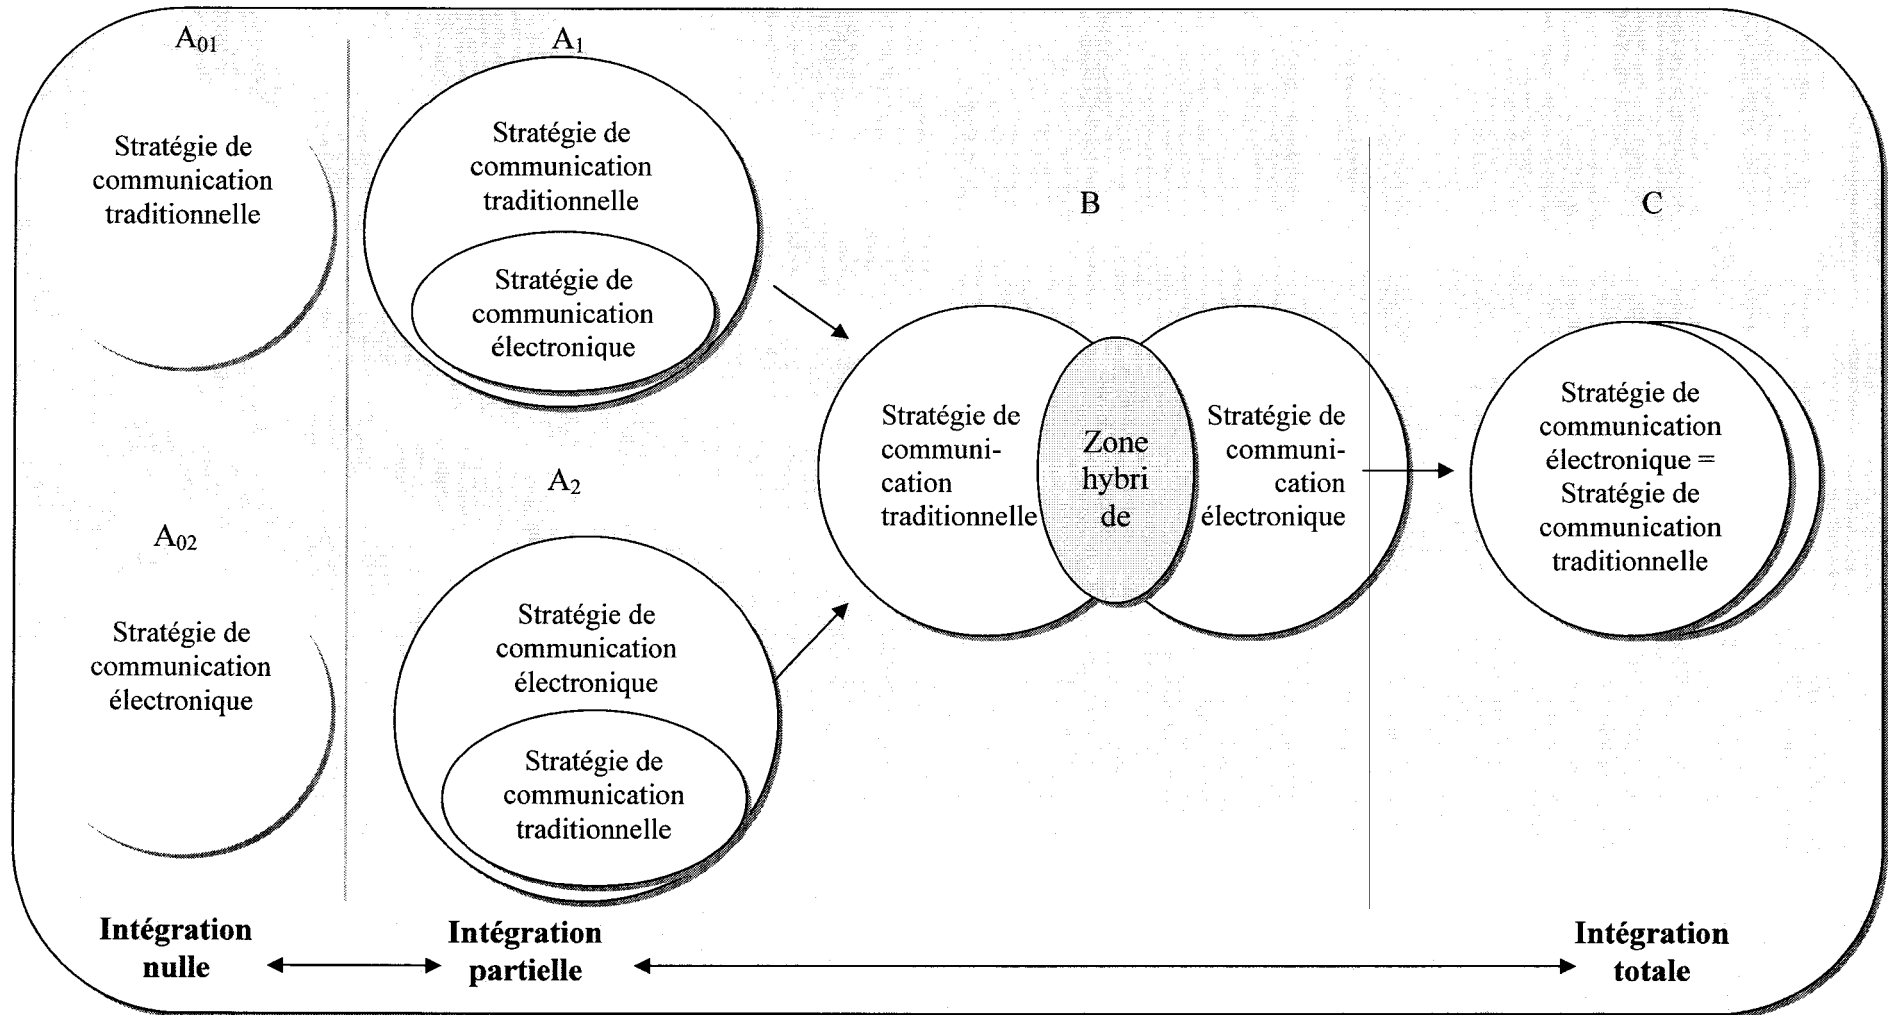 A₀₁
Stratégie de
communication
traditionnelle
A₀₂
Stratégie de
communication
électronique
A₁
Stratégie de
communication
traditionnelle
Stratégie de
communication
électronique
A₂
Stratégie de
communication
électronique
Stratégie de
communication
traditionnelle
B
Stratégie de
communi-
cation
traditionnelle
Zone
hybri
de
Stratégie de
communi-
cation
électronique
C
Stratégie de
communication
électronique =
Stratégie de
communication
traditionnelle
Intégration
nulle
Intégration
partielle
Intégration
totale